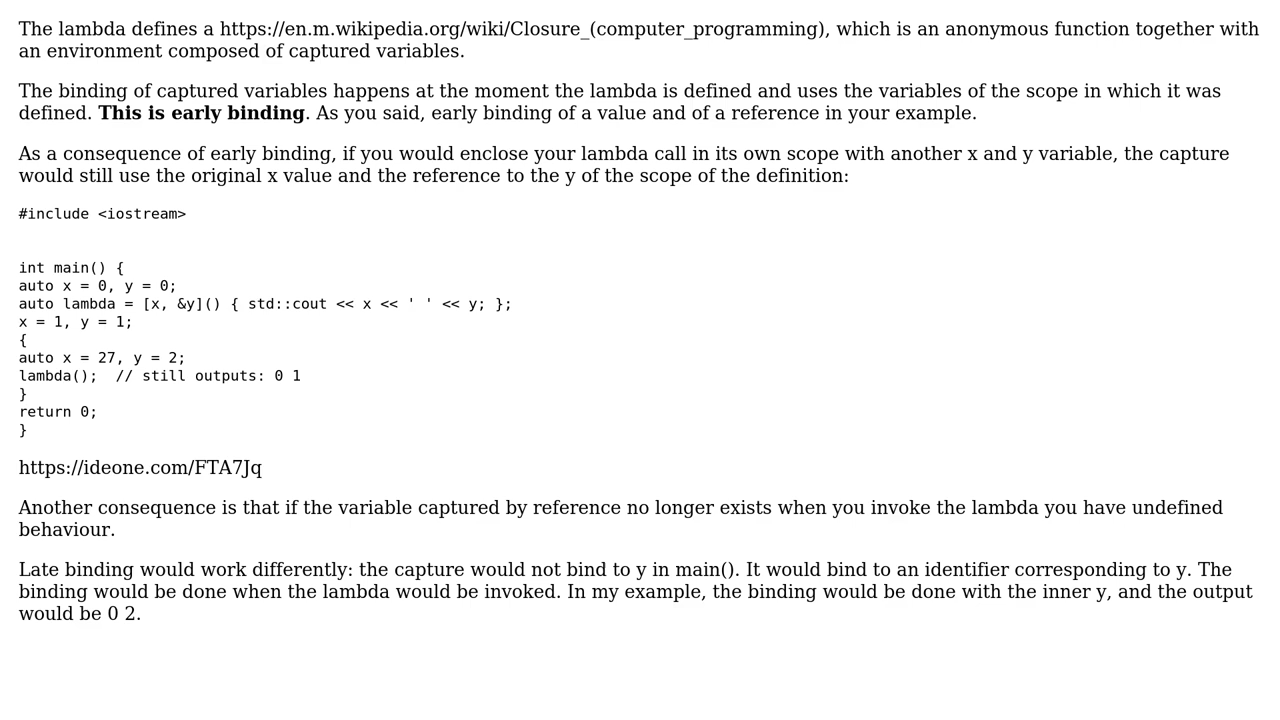 The lambda defines a https://en.m.wikipedia.org/wiki/Closure_(computer_programming), which is an anonymous function together with
an environment composed of captured variables.
The binding of captured variables happens at the moment the lambda is defined and uses the variables of the scope in which it was
defined. This is early binding. As you said, early binding of a value and of a reference in your example.
As a consequence of early binding, if you would enclose your lambda call in its own scope with another x and y variable, the capture
would still use the original x value and the reference to the y of the scope of the definition:
#include <iostream>
int main() {
auto x = 0, y = 0;
auto lambda = [x, &y]() { std::cout << x << ' ' << y; };
x = 1, y = 1;
{
auto x = 27, y = 2;
lambda();  // still outputs: 0 1
}
return 0;
}
https://ideone.com/FTA7Jq
Another consequence is that if the variable captured by reference no longer exists when you invoke the lambda you have undefined
behaviour.
Late binding would work differently: the capture would not bind to y in main(). It would bind to an identifier corresponding to y. The
binding would be done when the lambda would be invoked. In my example, the binding would be done with the inner y, and the output
would be 0 2.